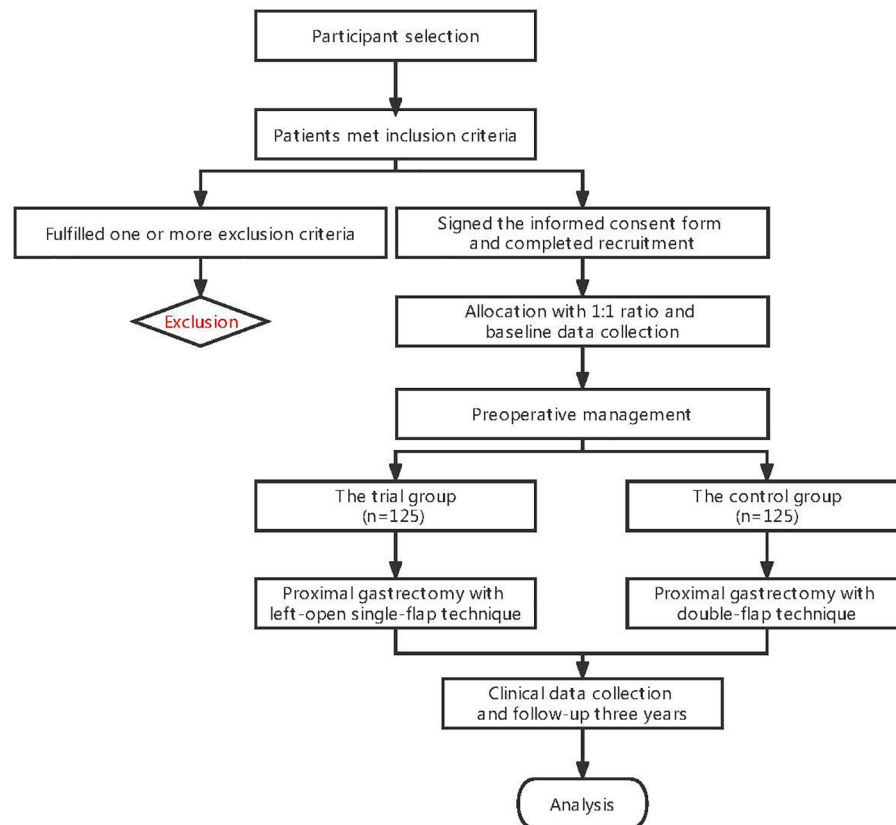 Participant selection
Patients met inclusion criteria
Fulfilled one or more exclusion criteria
Signed the informed consent form
and completed recruitment
Exclusion
Allocation with 1:1 ratio and
baseline data collection
Preoperative management
The trial group
(n=125)
The control group
(n=125)
Proximal gastrectomy with
left-open single-flap technique
Proximal gastrectomy with
double-flap technique
Clinical data collection
and follow-up three years
Analysis